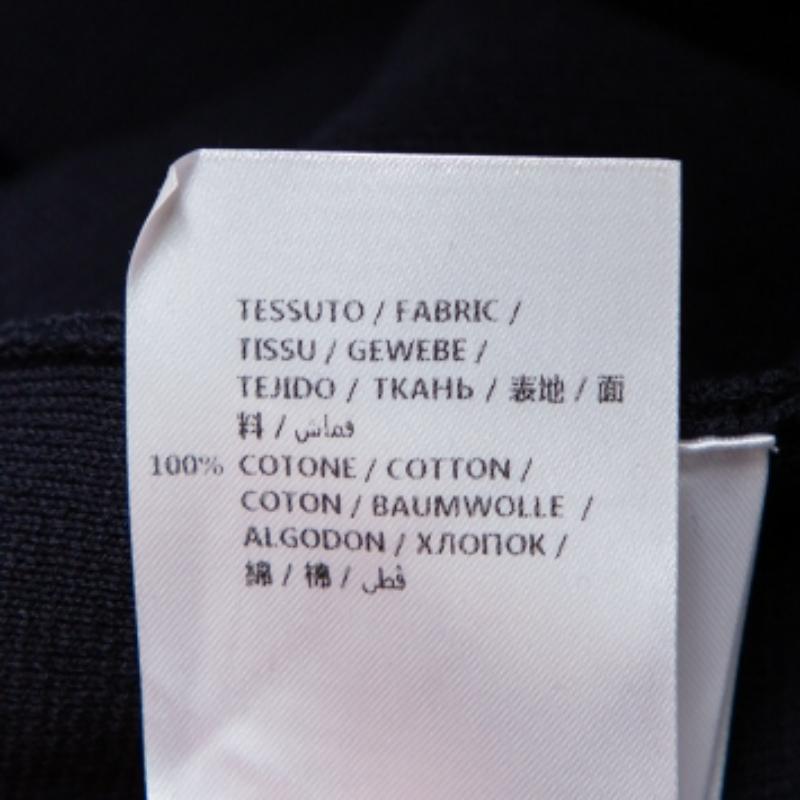 TESSUTO / FABRIC /
TISSU / GEWEBE /
TEJIDO / ТКАНЬ / 表地 / 面
料 / قماش
100% COTONE / COTTON /
COTON / BAUMWOLLE /
ALGODON / ХЛОПОК /
綿 / 棉 / قطن